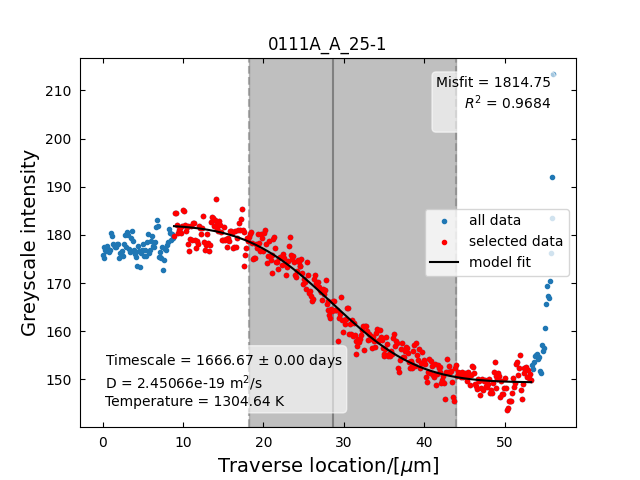 0111A_A_25-1
Misfit = 1814.75
R² = 0.9684
all data
selected data
model fit
Timescale = 1666.67 ± 0.00 days
D = 2.45066e-19 m²/s
Temperature = 1304.64 K
Greyscale intensity
210
200
190
180
170
160
150
0 10 20 30 40 50
Traverse location/[μm]